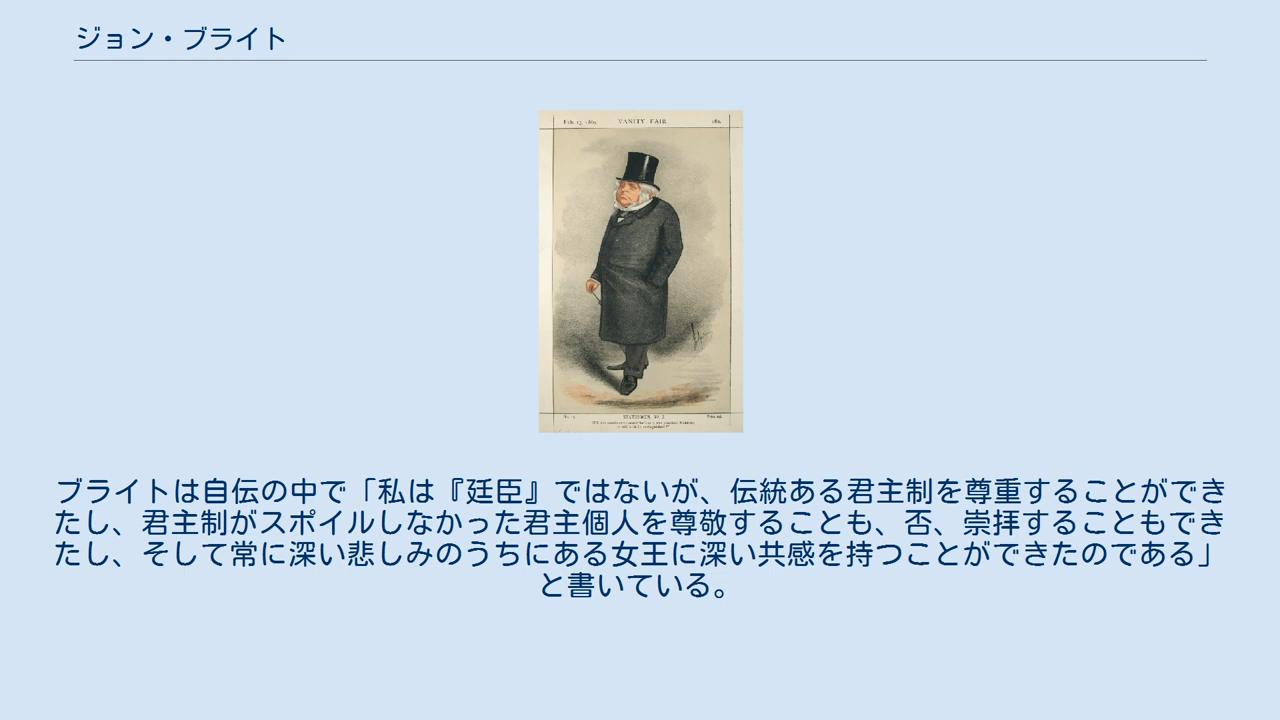 ジョン・ブライト
Feb. 13, 1869. VANITY FAIR.
STATESMEN, No. I.
ブライトは自伝の中で「私は『廷臣』ではないが、伝統ある君主制を尊重することができ
たし、君主制がスポイルしなかった君主個人を尊敬することも、否、崇拝することもでき
たし、そして常に深い悲しみのうちにある女王に深い共感を持つことができたのである」
と書いている。